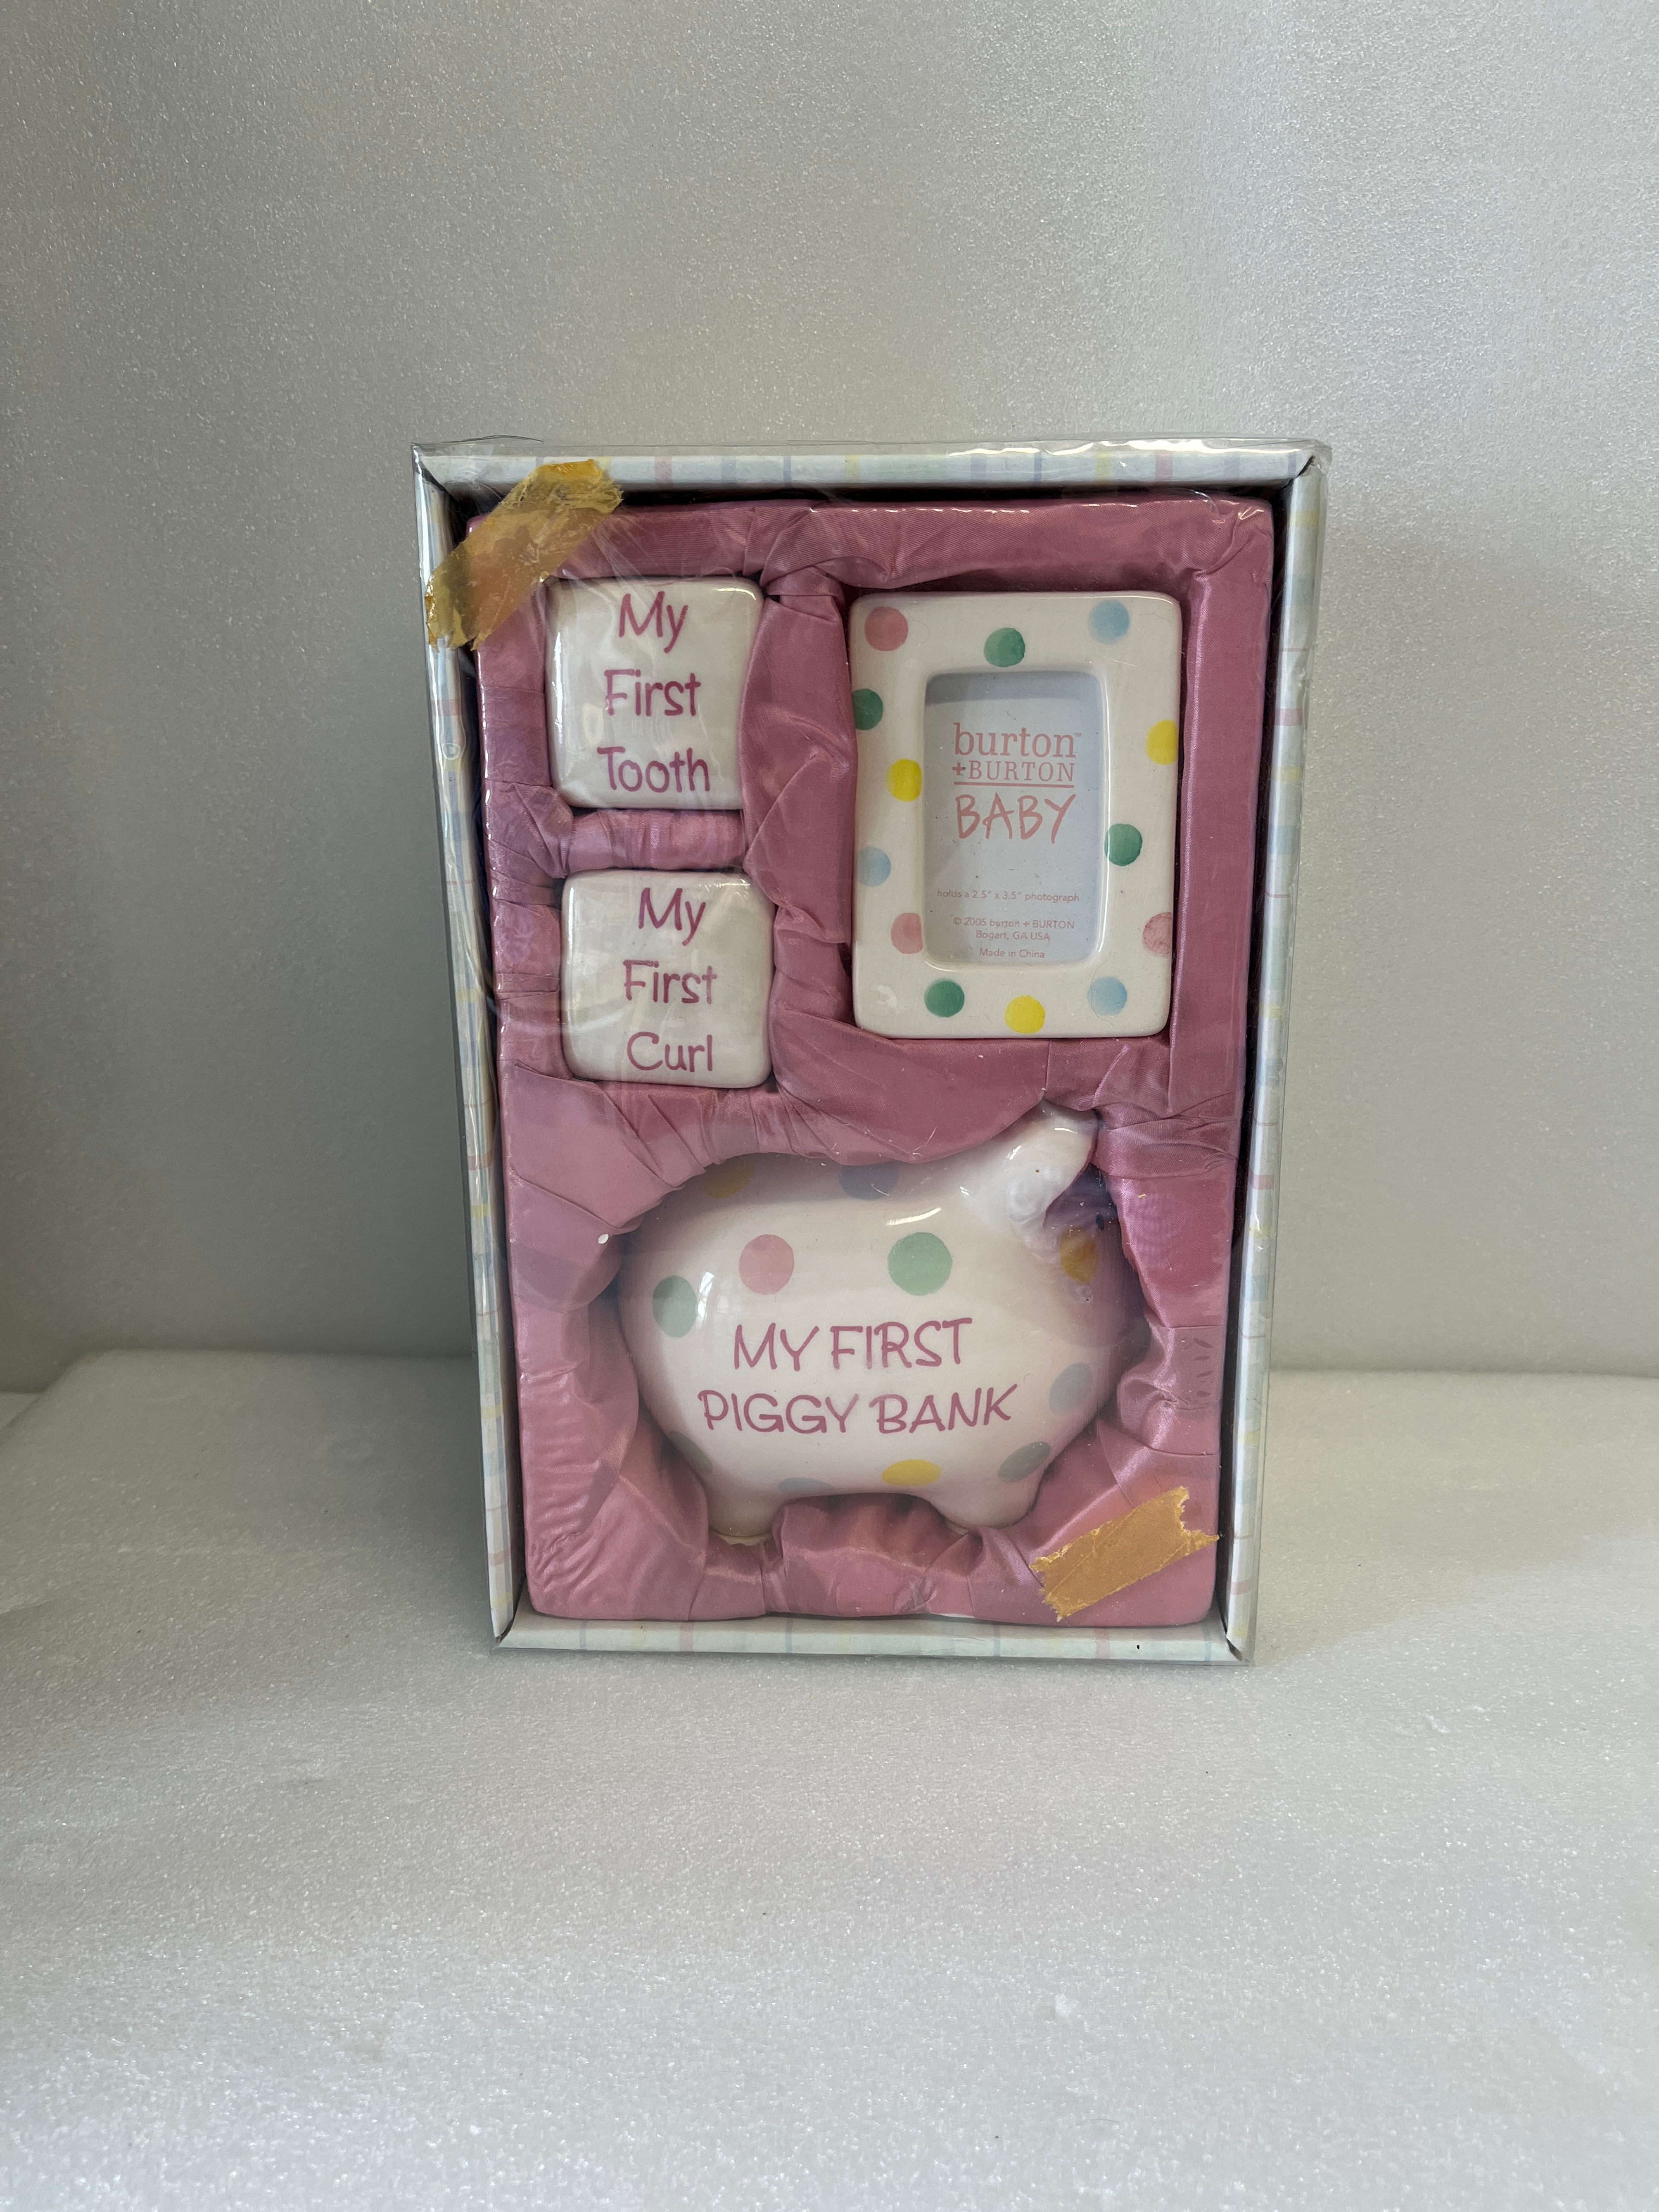 My
First
Tooth
My
First
Curl
burton™
+BURTON
BABY
holds a 2.5" x 3.5" photograph
© 2005 burton + BURTON
Bogart, GA USA
Made in China
MY FIRST
PIGGY BANK